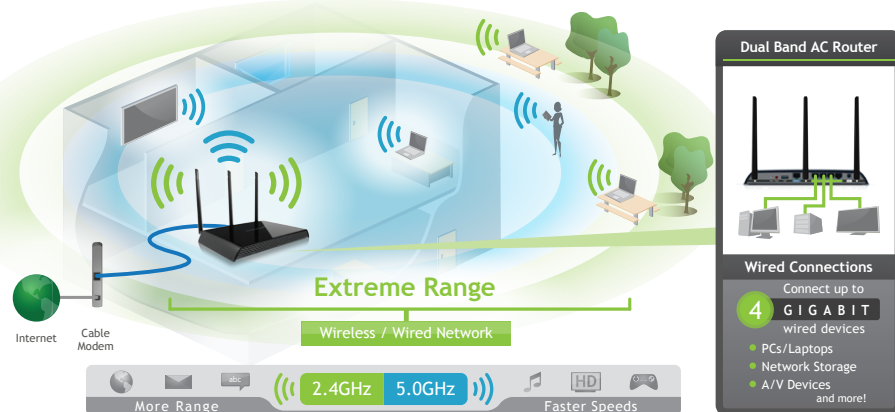 Dual Band AC Router
Extreme Range
Wireless / Wired Network
Internet
Cable
Modem
Wired Connections
Connect up to
4 GIGABIT
wired devices
PCs/Laptops
Network Storage
A/V Devices
and more!
abc
2.4GHz
5.0GHz
HD
More Range
Faster Speeds